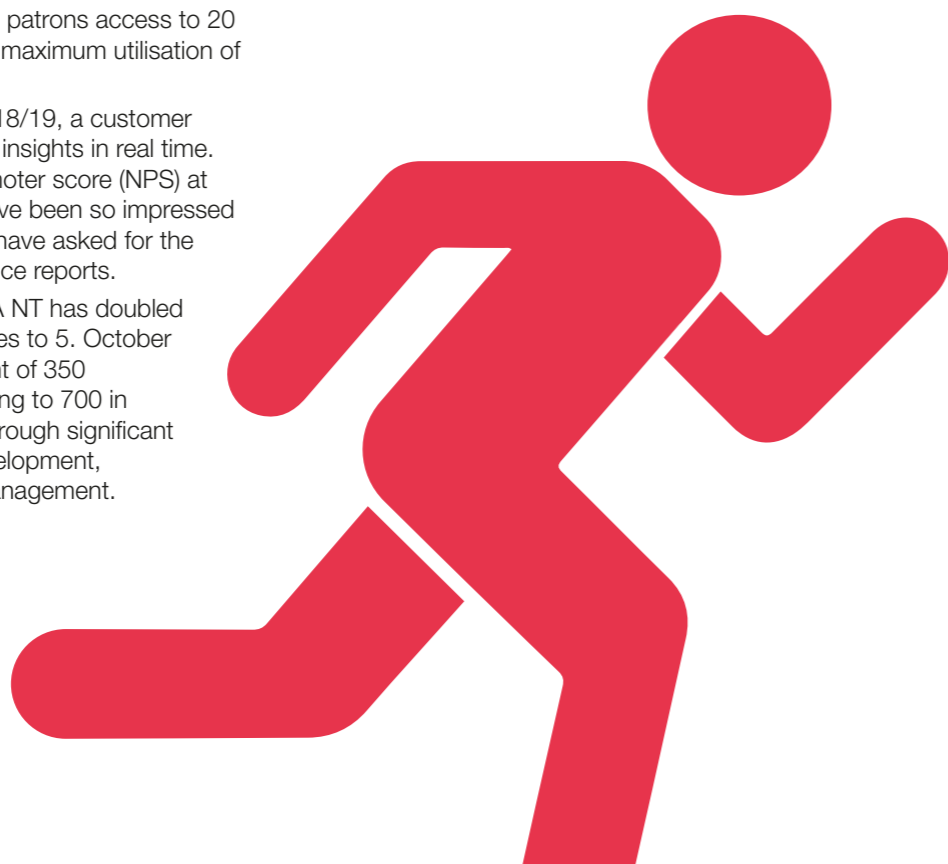 patrons access to 20
maximum utilisation of
18/19, a customer
insights in real time.
noter score (NPS) at
ve been so impressed
have asked for the
ce reports.
A NT has doubled
es to 5. October
nt of 350
ng to 700 in
rough significant
elopment,
nagement.